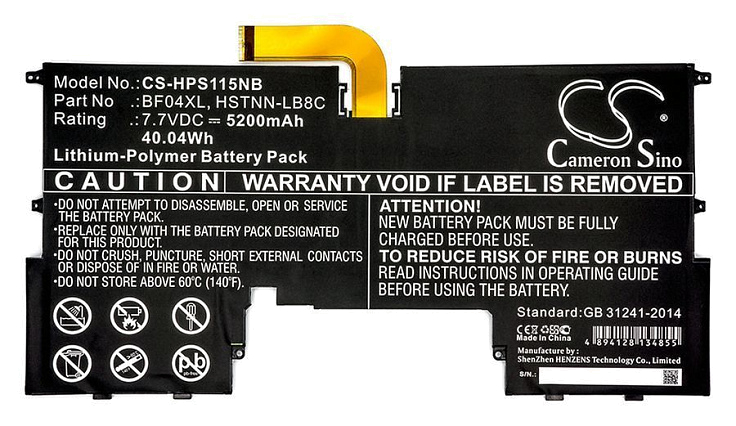 Model No.:CS-HPS115NB
Part No :BF04XL, HSTNN-LB8C
Rating :7.7VDC ⎓ 5200mAh
40.04Wh
Lithium-Polymer Battery Pack
CS
®
Cameron Sino
CAUTION
WARRANTY VOID IF LABEL IS REMOVED
•DO NOT ATTEMPT TO DISASSEMBLE, OPEN OR SERVICE
THE BATTERY PACK.
•REPLACE ONLY WITH THE BATTERY PACK DESIGNATED
FOR THIS PRODUCT.
•DO NOT CRUSH, PUNCTURE, SHORT EXTERNAL CONTACTS
OR DISPOSE OF IN FIRE OR WATER.
•DO NOT STORE ABOVE 60°C (140°F).
ATTENTION!
NEW BATTERY PACK MUST BE FULLY
CHARGED BEFORE USE.
TO REDUCE RISK OF FIRE OR BURNS
READ INSTRUCTIONS IN OPERATING GUIDE
BEFORE USING THE BATTERY PACK.
pb
Standard:GB 31241-2014
CE
Made in China
4 894128 134855
Manufacture by :
ShenZhen HENZENS Technology Co., Limited
S/N.: